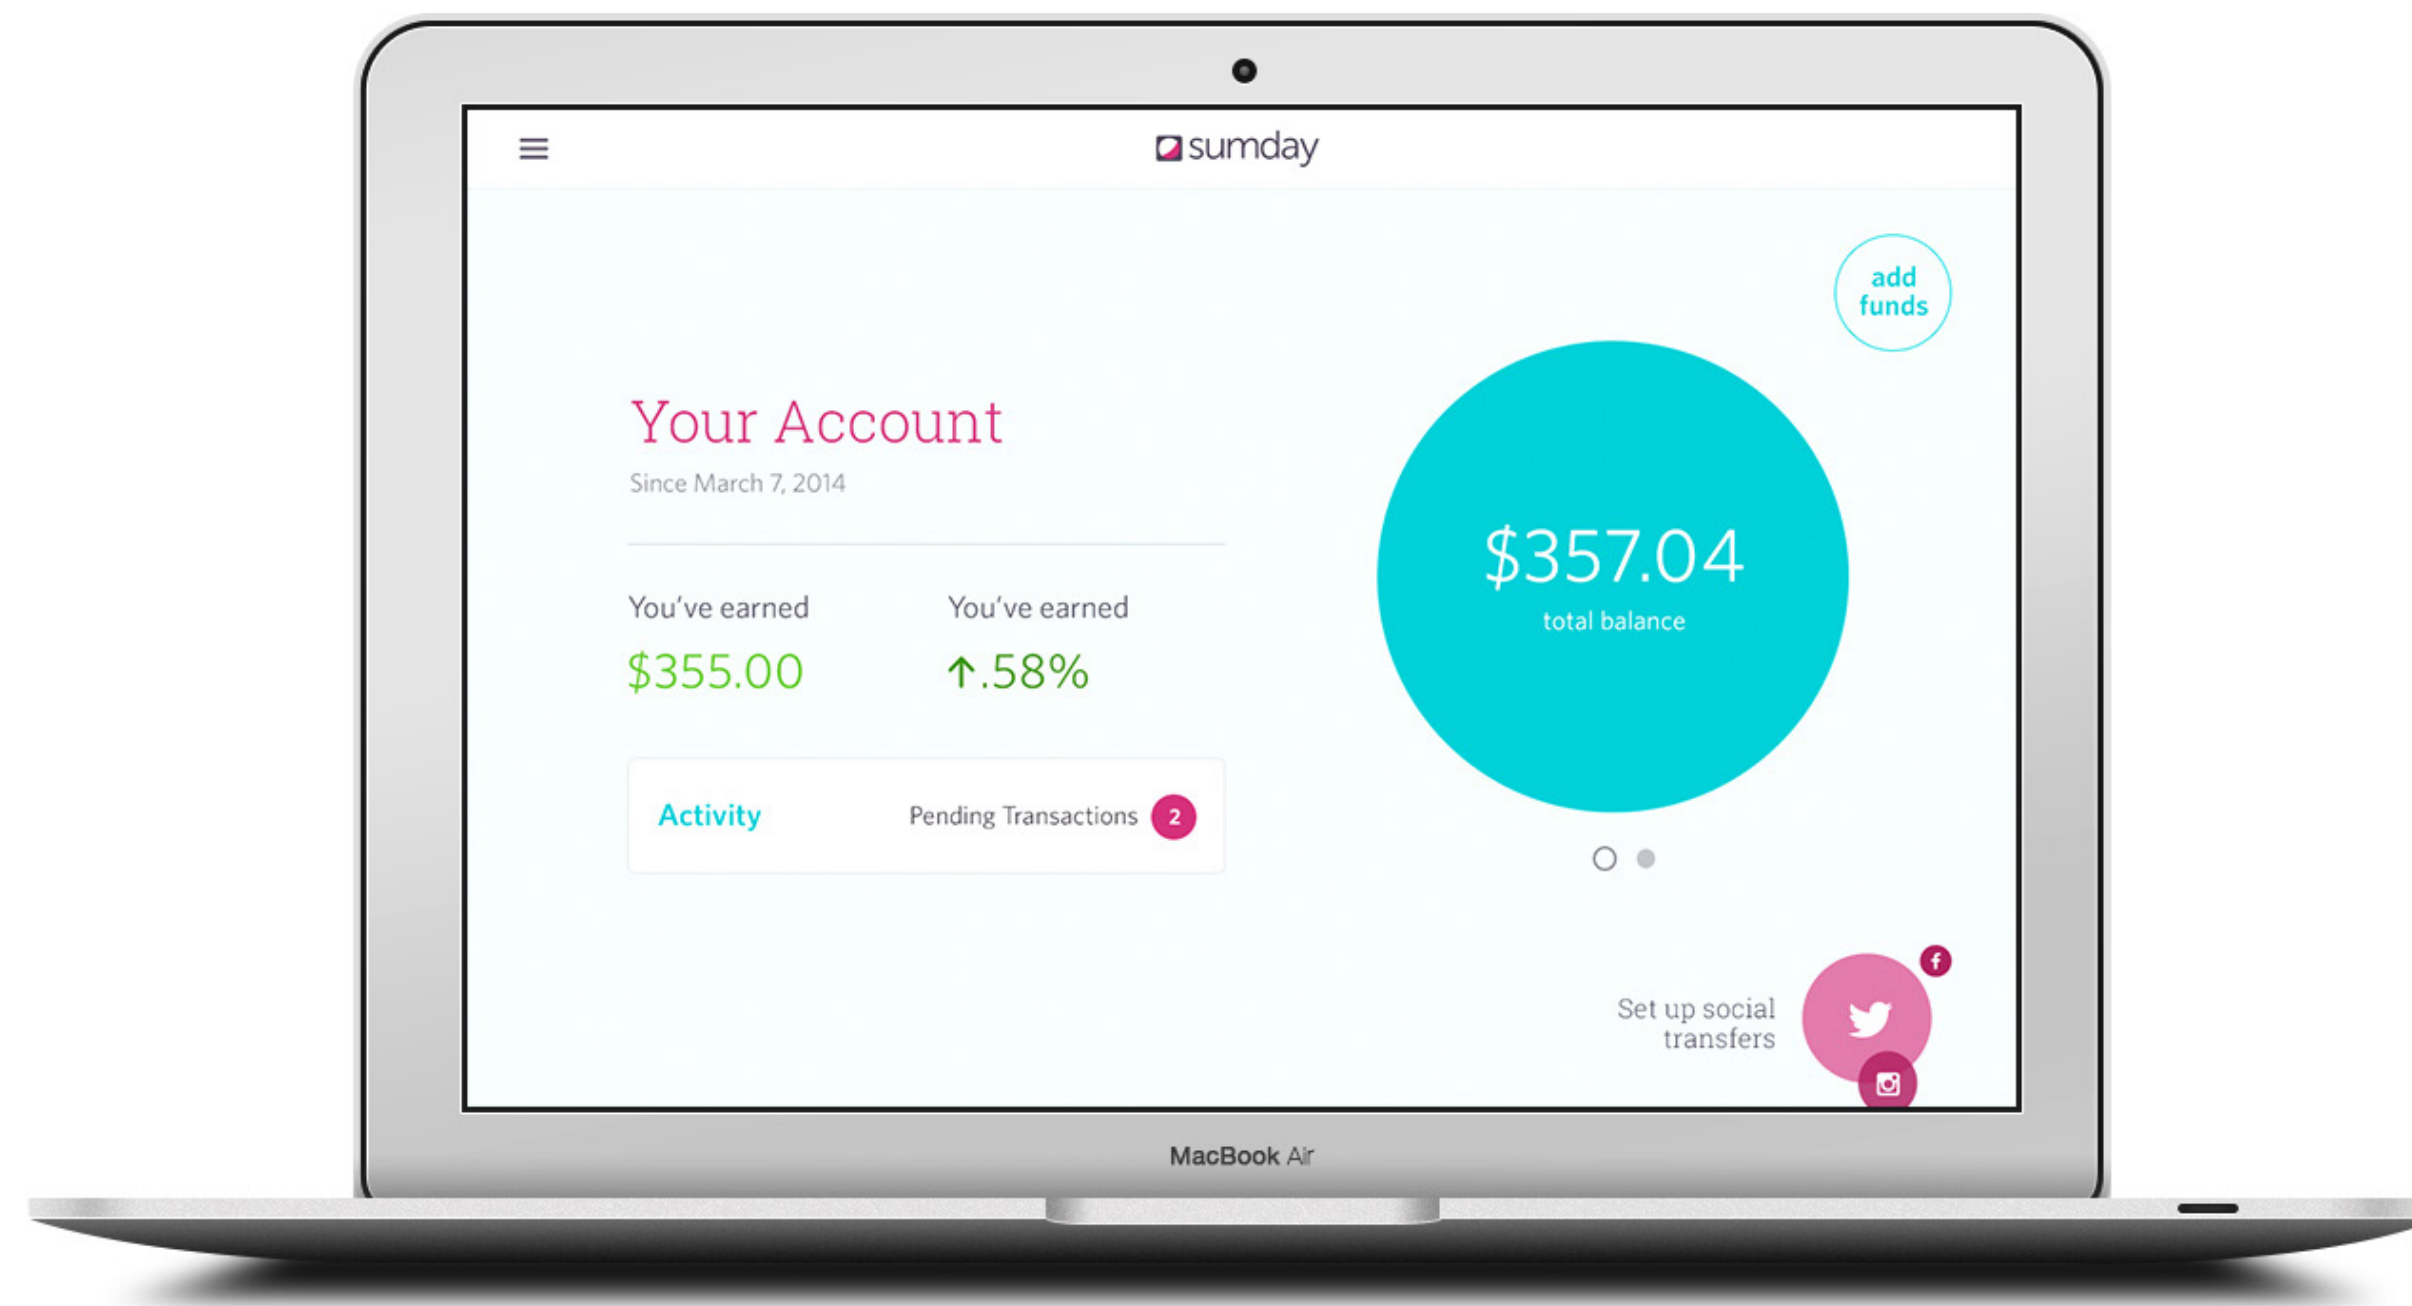 sumday
add
funds
Your Account
Since March 7, 2014
You've earned
$355.00
You've earned
↑.58%
$357.04
total balance
Activity
Pending Transactions 2
Set up social
transfers
MacBook Air